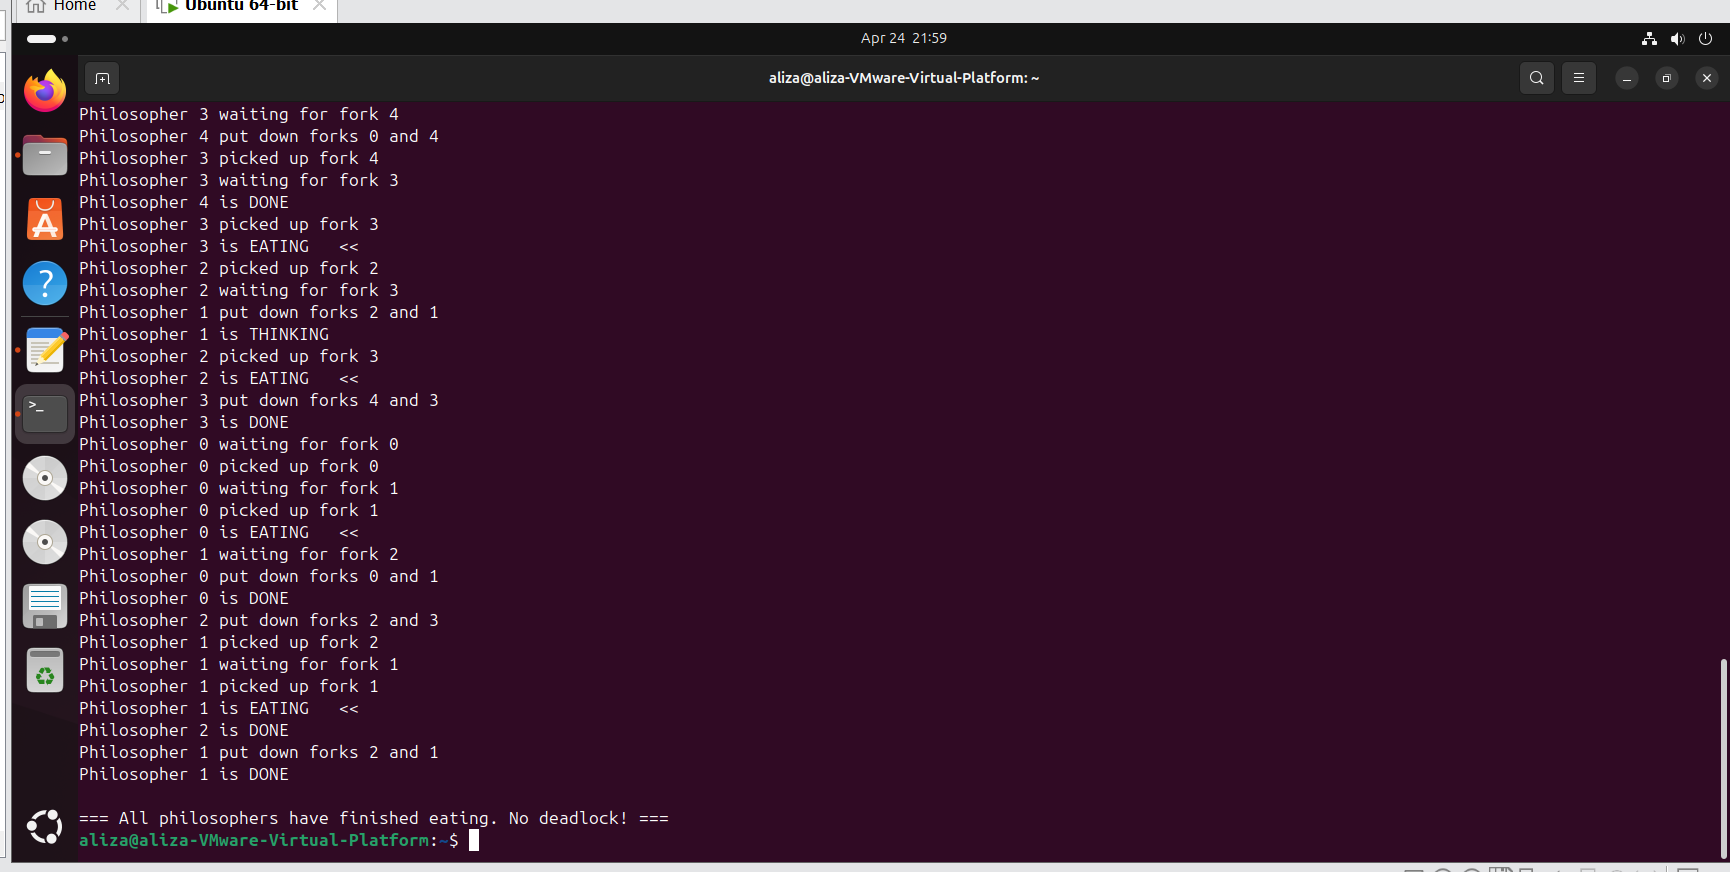 Home
Ubuntu 64-bit
Apr 24 21:59
aliza@aliza-VMware-Virtual-Platform: ~
Philosopher 3 waiting for fork 4
Philosopher 4 put down forks 0 and 4
Philosopher 3 picked up fork 4
Philosopher 3 waiting for fork 3
Philosopher 4 is DONE
Philosopher 3 picked up fork 3
Philosopher 3 is EATING   <<
Philosopher 2 picked up fork 2
Philosopher 2 waiting for fork 3
Philosopher 1 put down forks 2 and 1
Philosopher 1 is THINKING
Philosopher 2 picked up fork 3
Philosopher 2 is EATING   <<
Philosopher 3 put down forks 4 and 3
Philosopher 3 is DONE
Philosopher 0 waiting for fork 0
Philosopher 0 picked up fork 0
Philosopher 0 waiting for fork 1
Philosopher 0 picked up fork 1
Philosopher 0 is EATING   <<
Philosopher 1 waiting for fork 2
Philosopher 0 put down forks 0 and 1
Philosopher 0 is DONE
Philosopher 2 put down forks 2 and 3
Philosopher 1 picked up fork 2
Philosopher 1 waiting for fork 1
Philosopher 1 picked up fork 1
Philosopher 1 is EATING   <<
Philosopher 2 is DONE
Philosopher 1 put down forks 2 and 1
Philosopher 1 is DONE
=== All philosophers have finished eating. No deadlock! ===
aliza@aliza-VMware-Virtual-Platform:~$